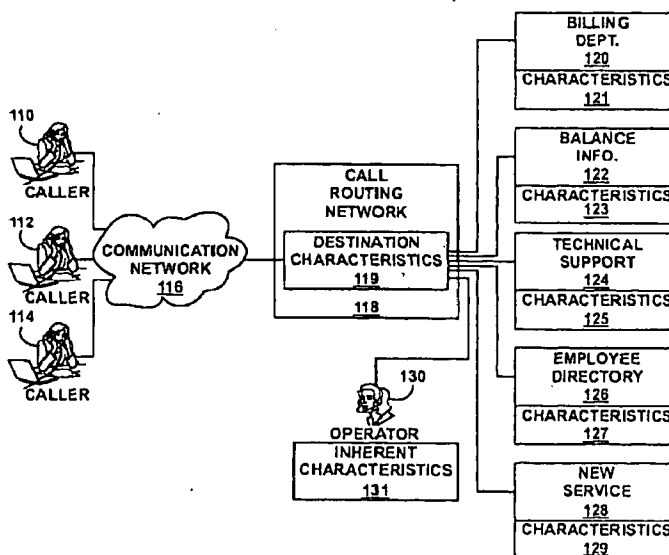 110
CALLER
112
CALLER
114
CALLER
COMMUNICATION
NETWORK
116
CALL
ROUTING
NETWORK
DESTINATION
CHARACTERISTICS
119
118
130
OPERATOR
INHERENT
CHARACTERISTICS
131
BILLING
DEPT.
120
CHARACTERISTICS
121
BALANCE
INFO.
122
CHARACTERISTICS
123
TECHNICAL
SUPPORT
124
CHARACTERISTICS
125
EMPLOYEE
DIRECTORY
126
CHARACTERISTICS
127
NEW
SERVICE
128
CHARACTERISTICS
129